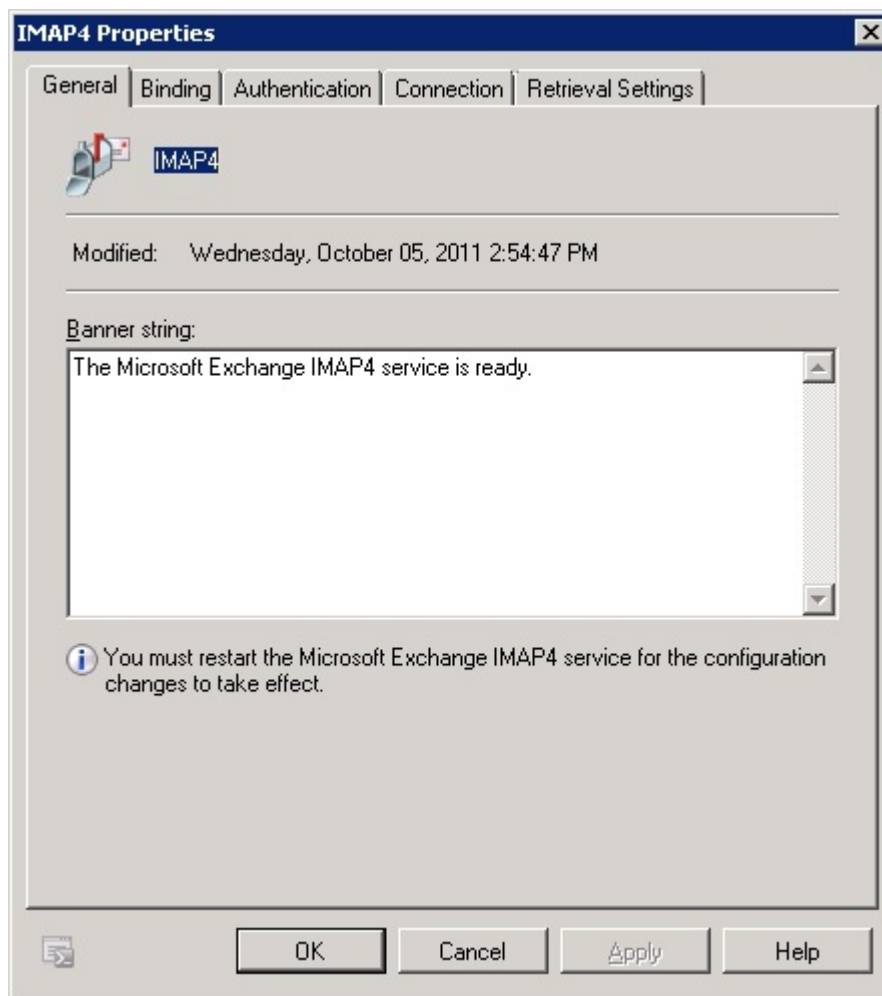 IMAP4 Properties
General Binding Authentication Connection Retrieval Settings
IMAP4
Modified: Wednesday, October 05, 2011 2:54:47 PM
Banner string:
The Microsoft Exchange IMAP4 service is ready.
You must restart the Microsoft Exchange IMAP4 service for the configuration
changes to take effect.
OK Cancel Apply Help